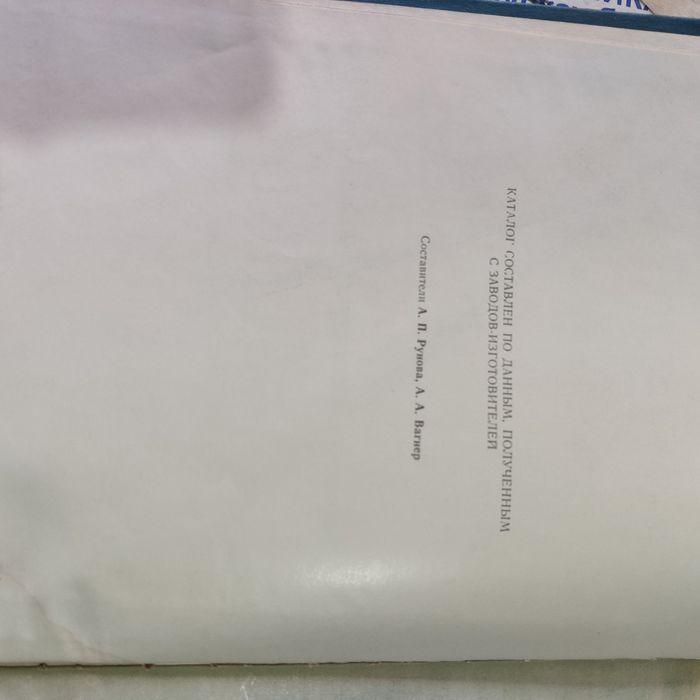 КАТАЛОГ СОСТАВЛЕН ПО ДАННЫМ, ПОЛУЧЕННЫМ
С ЗАВОДОВ-ИЗГОТОВИТЕЛЕЙ
Составители А. П. Рунова, А. А. Вагнер